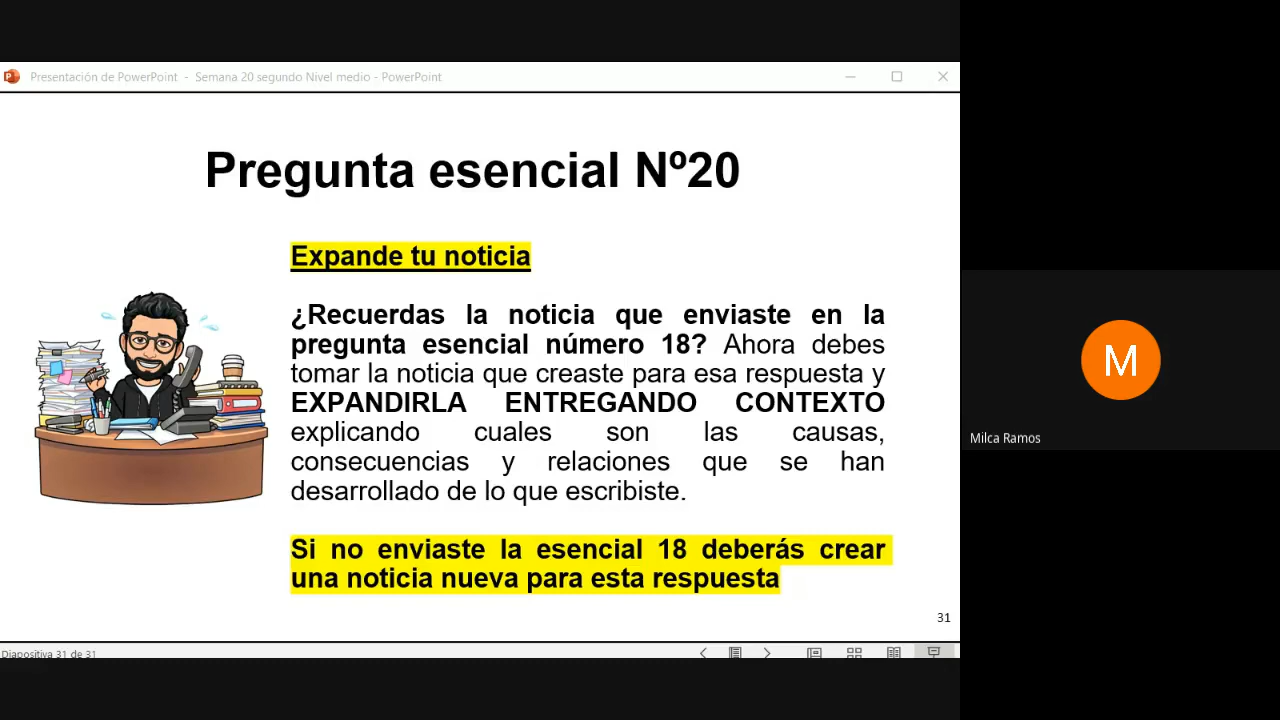 Presentación de PowerPoint - Semana 20 segundo Nivel medio - PowerPoint
Pregunta esencial Nº20
Expande tu noticia
¿Recuerdas la noticia que enviaste en la
pregunta esencial número 18? Ahora debes
tomar la noticia que creaste para esa respuesta y
EXPANDIRLA ENTREGANDO CONTEXTO
explicando cuales son las causas,
consecuencias y relaciones que se han
desarrollado de lo que escribiste.
Si no enviaste la esencial 18 deberás crear
una noticia nueva para esta respuesta
31
Diapositiva 31 de 31
M
Milca Ramos